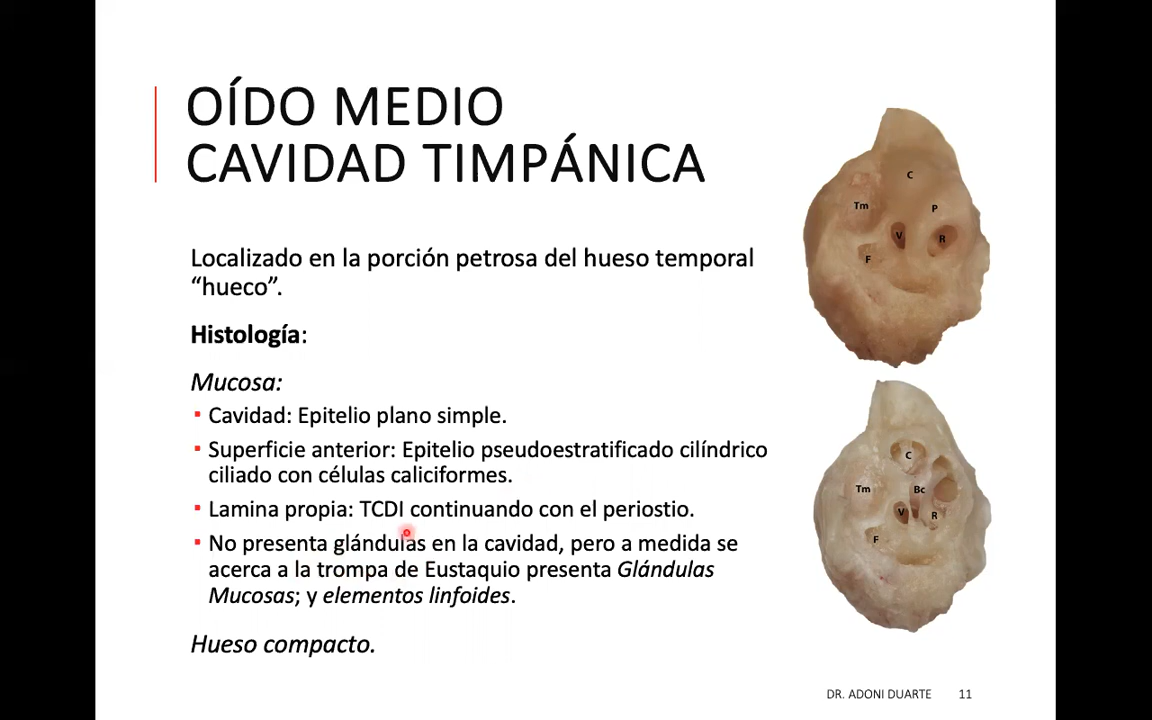 OÍDO MEDIO
CAVIDAD TIMPÁNICA
Localizado en la porción petrosa del hueso temporal
“hueco”.
Histología:
Mucosa:
▪ Cavidad: Epitelio plano simple.
▪ Superficie anterior: Epitelio pseudoestratificado cilíndrico
ciliado con células caliciformes.
▪ Lamina propia: TCDI continuando con el periostio.
▪ No presenta glándulas en la cavidad, pero a medida se
acerca a la trompa de Eustaquio presenta Glándulas
Mucosas; y elementos linfoides.
Hueso compacto.
C
Tm
P
V
R
F
C
Tm
Bc
V
R
F
DR. ADONI DUARTE 11